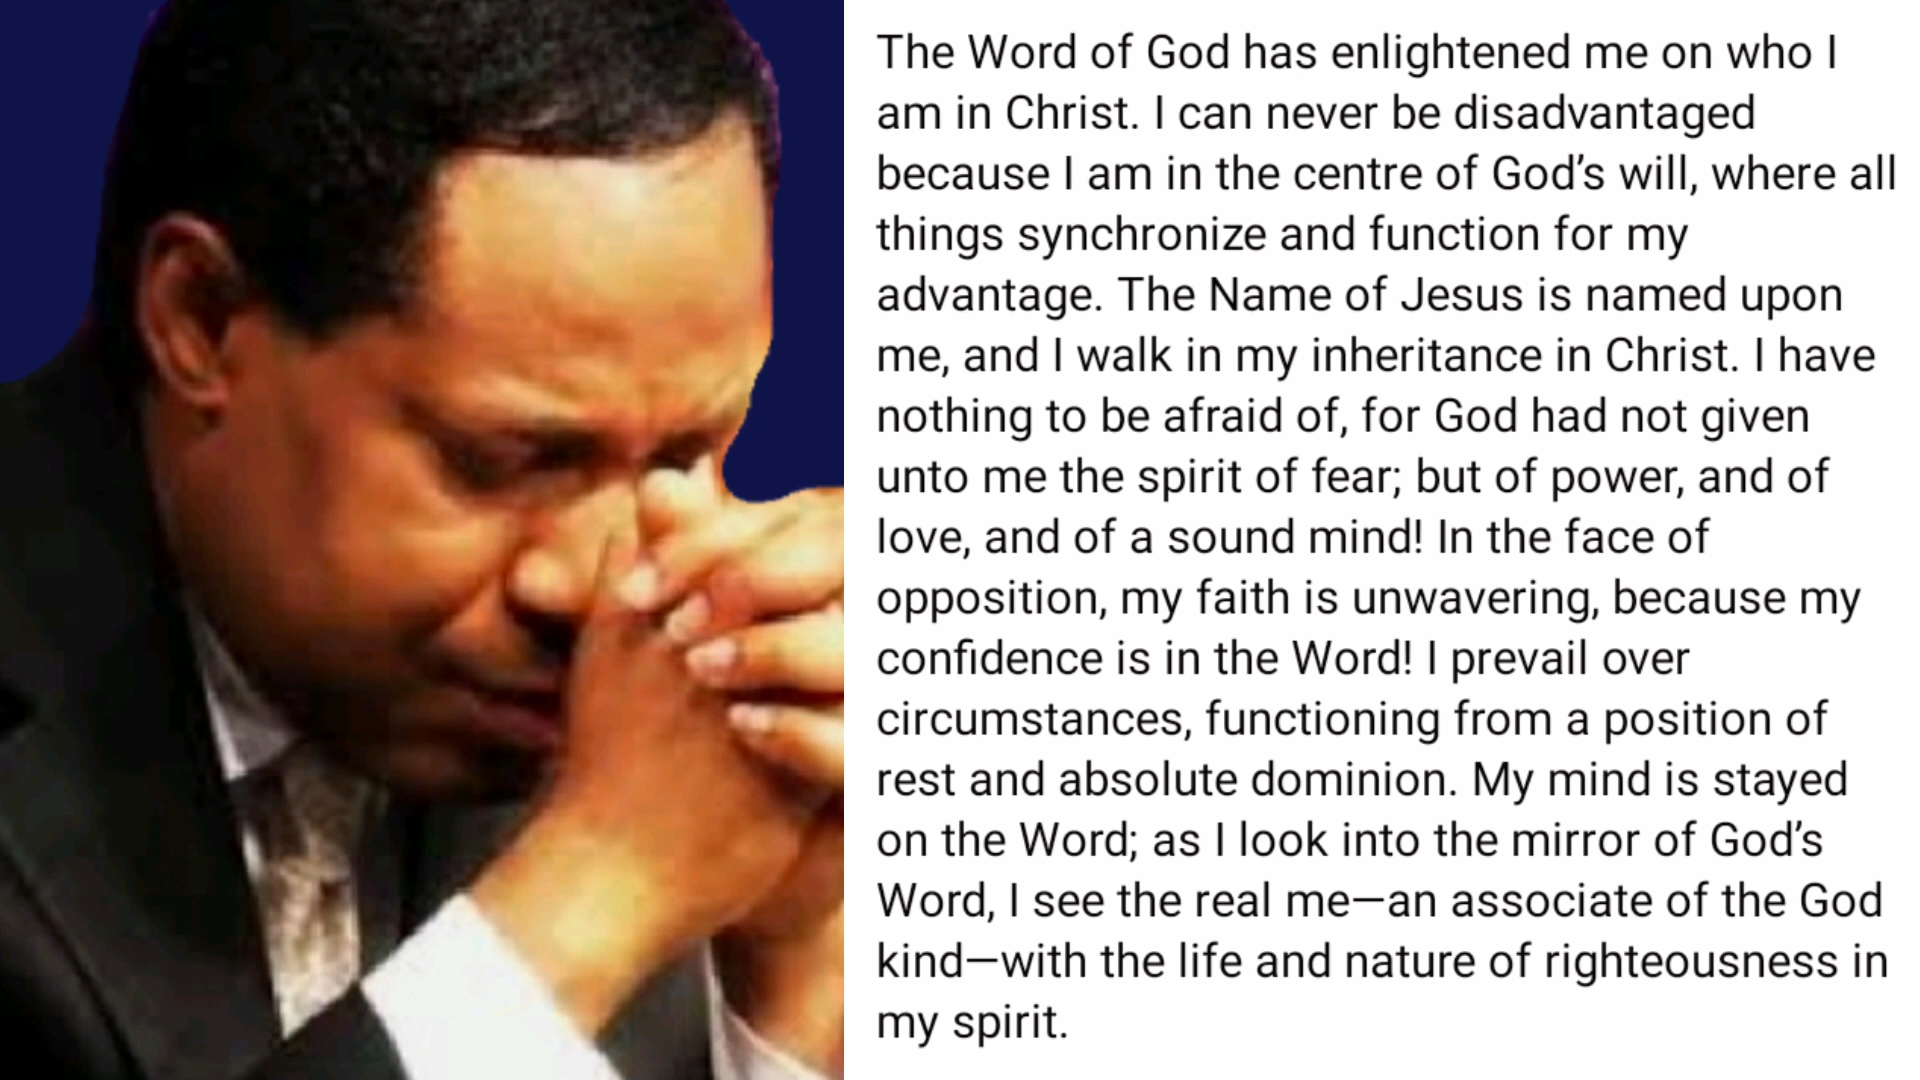 The Word of God has enlightened me on who I
am in Christ. I can never be disadvantaged
because I am in the centre of God’s will, where all
things synchronize and function for my
advantage. The Name of Jesus is named upon
me, and I walk in my inheritance in Christ. I have
nothing to be afraid of, for God had not given
unto me the spirit of fear; but of power, and of
love, and of a sound mind! In the face of
opposition, my faith is unwavering, because my
confidence is in the Word! I prevail over
circumstances, functioning from a position of
rest and absolute dominion. My mind is stayed
on the Word; as I look into the mirror of God’s
Word, I see the real me—an associate of the God
kind—with the life and nature of righteousness in
my spirit.